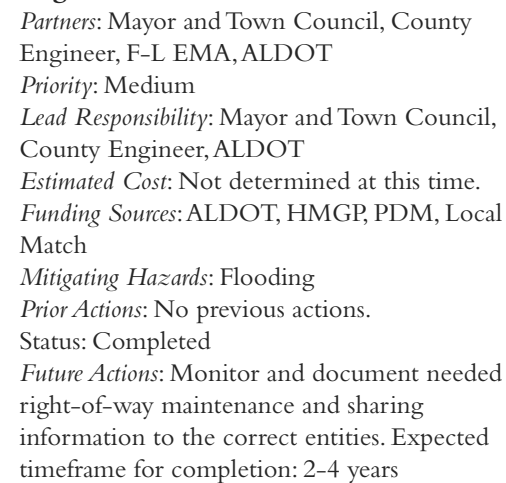 Partners: Mayor and Town Council, County
Engineer, F-L EMA, ALDOT
Priority: Medium
Lead Responsibility: Mayor and Town Council,
County Engineer, ALDOT
Estimated Cost: Not determined at this time.
Funding Sources: ALDOT, HMGP, PDM, Local
Match
Mitigating Hazards: Flooding
Prior Actions: No previous actions.
Status: Completed
Future Actions: Monitor and document needed
right-of-way maintenance and sharing
information to the correct entities. Expected
timeframe for completion: 2-4 years